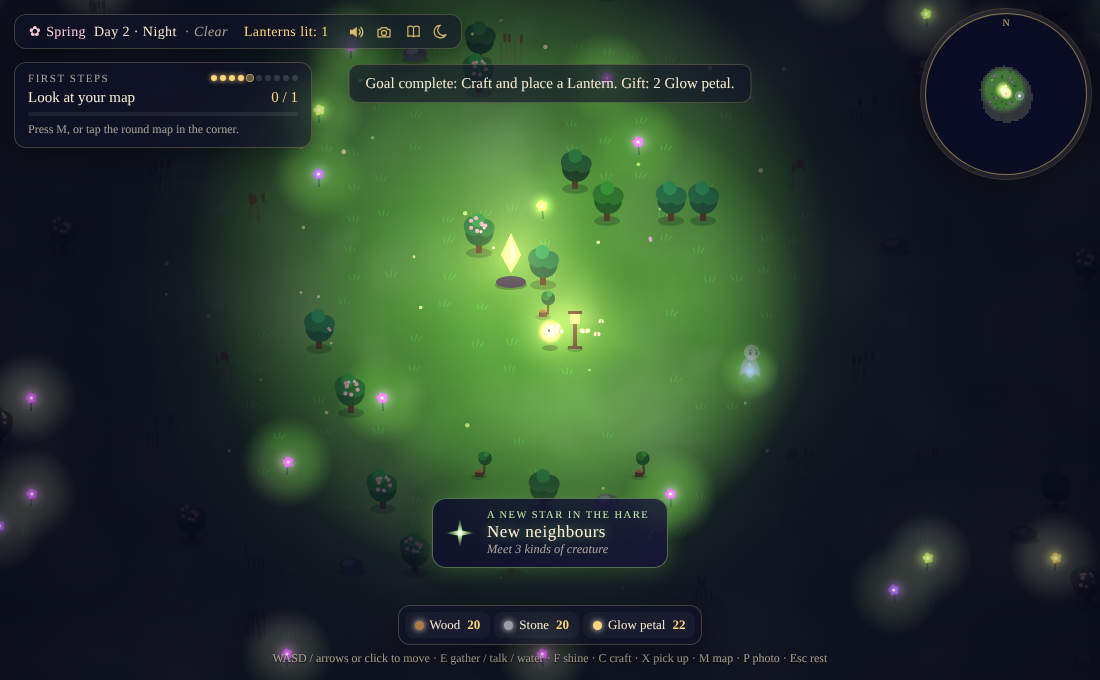 Spring Day 2 · Night · Clear Lanterns lit: 1
FIRST STEPS
Look at your map 0 / 1
Press M, or tap the round map in the corner.
Goal complete: Craft and place a Lantern. Gift: 2 Glow petal.
N
A NEW STAR IN THE HARE
New neighbours
Meet 3 kinds of creature
Wood 20 Stone 20 Glow petal 22
WASD / arrows or click to move · E gather / talk / water · F shine · C craft · X pick up · M map · P photo · Esc rest